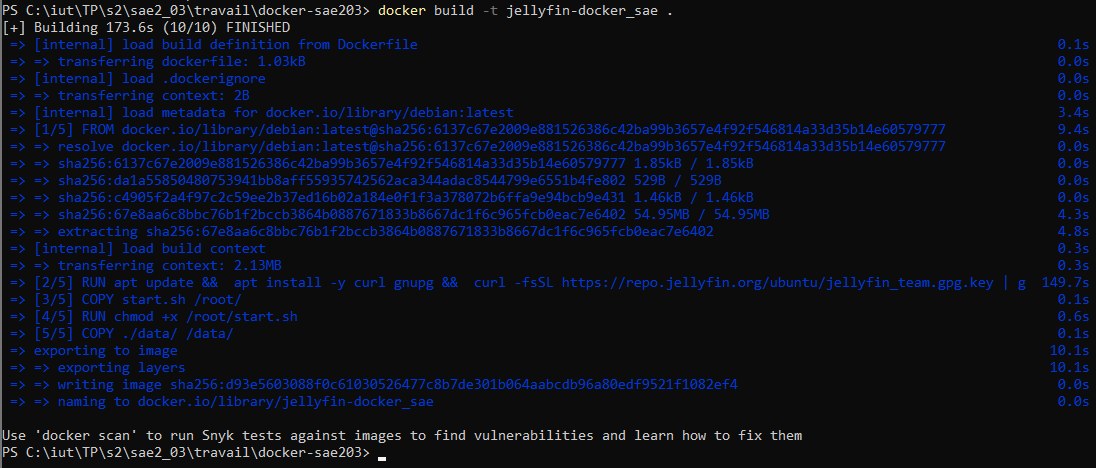 PS C:\iut\TP\s2\sae2_03\travail\docker-sae203> docker build -t jellyfin-docker_sae .
[+] Building 173.6s (10/10) FINISHED
=> [internal] load build definition from Dockerfile 0.1s
=> => transferring dockerfile: 1.03kB 0.0s
=> [internal] load .dockerignore 0.0s
=> => transferring context: 2B 0.0s
=> [internal] load metadata for docker.io/library/debian:latest 3.4s
=> [1/5] FROM docker.io/library/debian:latest@sha256:6137c67e2009e881526386c42ba99b3657e4f92f546814a33d35b14e60579777 9.4s
=> => resolve docker.io/library/debian:latest@sha256:6137c67e2009e881526386c42ba99b3657e4f92f546814a33d35b14e60579777 0.0s
=> => sha256:6137c67e2009e881526386c42ba99b3657e4f92f546814a33d35b14e60579777 1.85kB / 1.85kB 0.0s
=> => sha256:da1a55850480753941bb8aff55935742562aca344adac8544799e6551b4fe802 529B / 529B 0.0s
=> => sha256:c4905f2a4f97c2c59ee2b37ed16b02a184e0f1f3a378072b6ffa9e94bcb9e431 1.46kB / 1.46kB 0.0s
=> => sha256:67e8aa6c8bbc76b1f2bccb3864b0887671833b8667dc1f6c965fcb0eac7e6402 54.95MB / 54.95MB 4.3s
=> => extracting sha256:67e8aa6c8bbc76b1f2bccb3864b0887671833b8667dc1f6c965fcb0eac7e6402 4.8s
=> [internal] load build context 0.3s
=> => transferring context: 2.13MB 0.3s
=> [2/5] RUN apt update && apt install -y curl gnupg && curl -fsSL https://repo.jellyfin.org/ubuntu/jellyfin_team.gpg.key | g 149.7s
=> [3/5] COPY start.sh /root/ 0.1s
=> [4/5] RUN chmod +x /root/start.sh 0.6s
=> [5/5] COPY ./data/ /data/ 0.1s
=> exporting to image 10.1s
=> => exporting layers 10.1s
=> => writing image sha256:d93e5603088f0c61030526477c8b7de301b064aabcdb96a80edf9521f1082ef4 0.0s
=> => naming to docker.io/library/jellyfin-docker_sae 0.0s
Use 'docker scan' to run Snyk tests against images to find vulnerabilities and learn how to fix them
PS C:\iut\TP\s2\sae2_03\travail\docker-sae203>